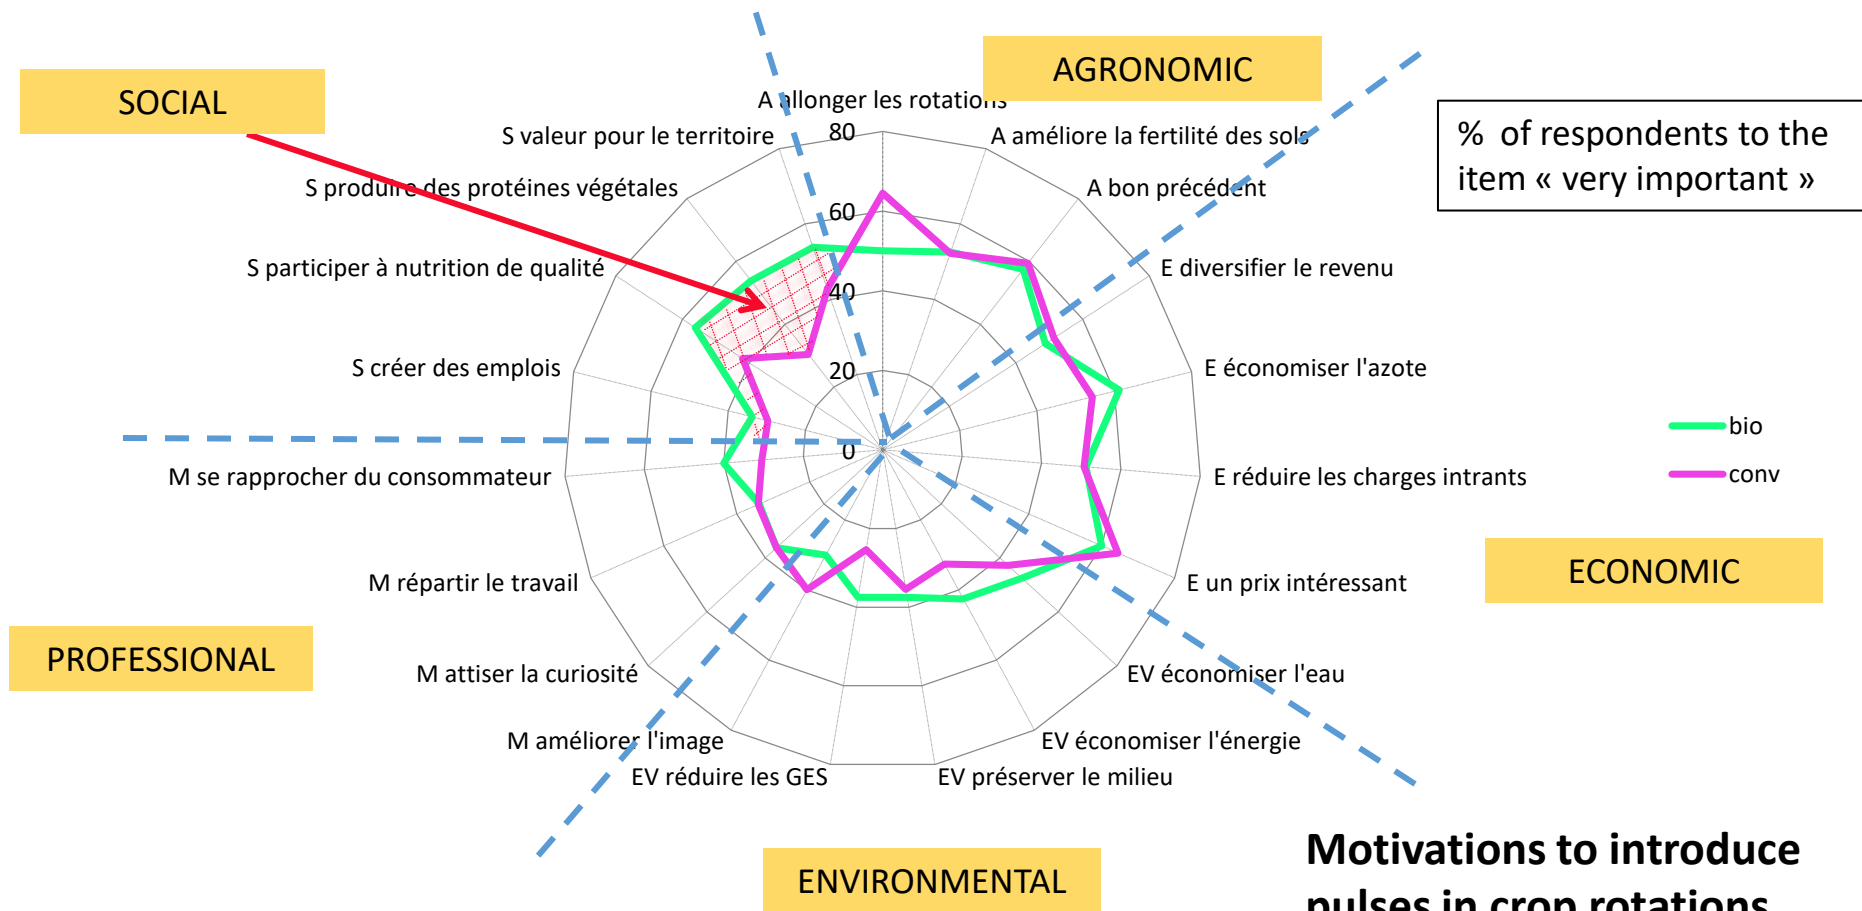 AGRONOMIC
SOCIAL
A allonger les rotations
S valeur pour le territoire
A améliore la fertilité des sols
S produire des protéines végétales
A bon précédent
% of respondents to the
item « very important »
S participer à nutrition de qualité
E diversifier le revenu
S créer des emplois
E économiser l'azote
M se rapprocher du consommateur
E réduire les charges intrants
M répartir le travail
E un prix intéressant
M attiser la curiosité
EV économiser l'eau
M améliorer l'image
EV économiser l'énergie
EV réduire les GES
EV préserver le milieu
80
60
40
20
0
bio
conv
ECONOMIC
PROFESSIONAL
ENVIRONMENTAL
Motivations to introduce
pulses in crop rotations